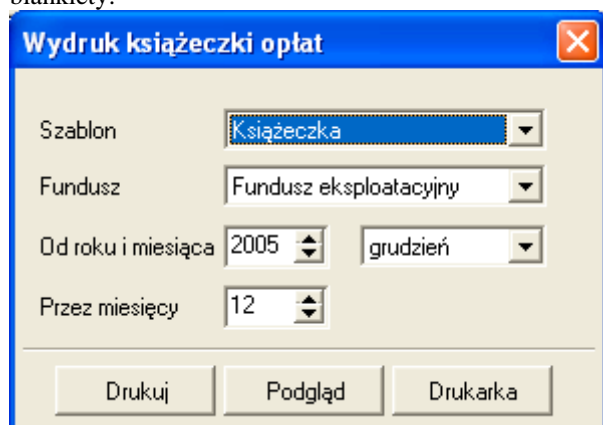 blankiety.
Wydruk książeczki opłat
Szablon Książeczka
Fundusz Fundusz eksploatacyjny
Od roku i miesiąca 2005 grudzień
Przez miesięcy 12
Drukuj Podgląd Drukarka